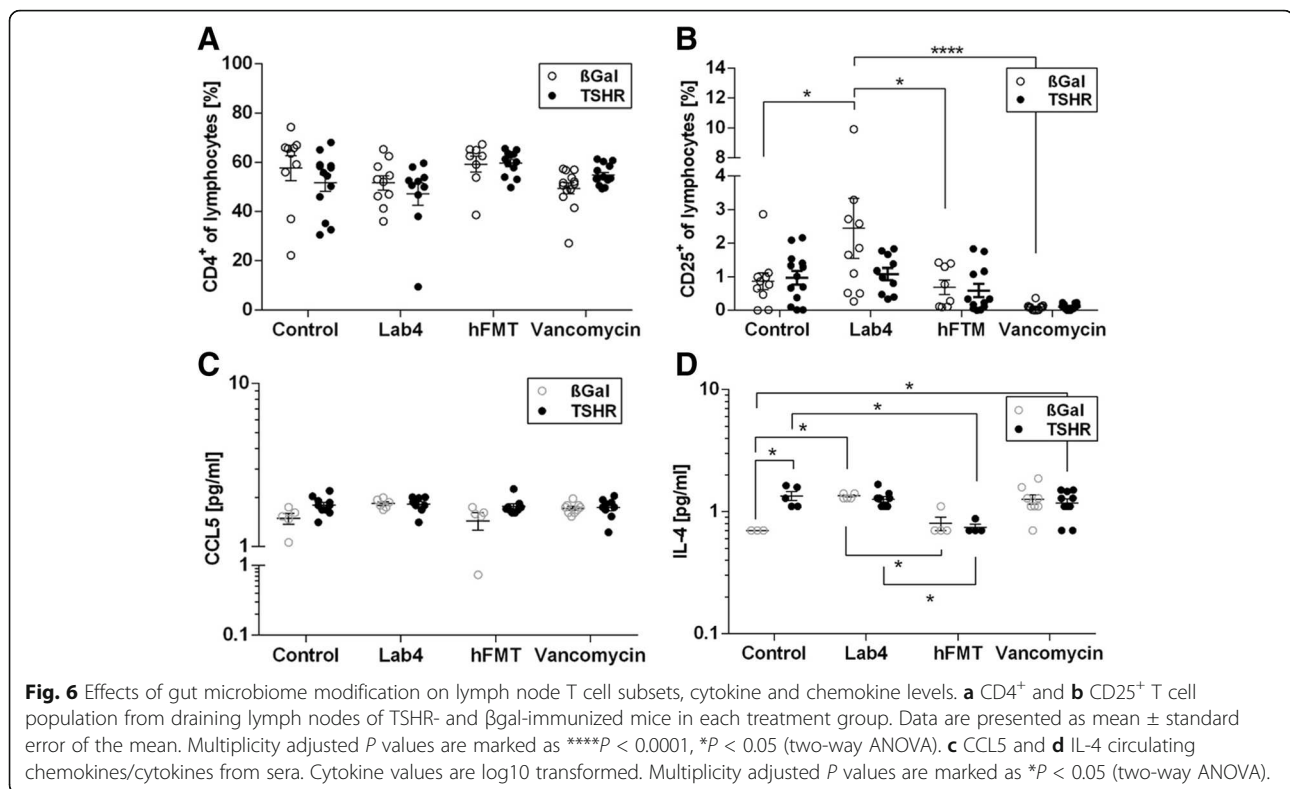 A
CD4+ of lymphocytes [%]
100
80
60
40
20
0
ßGal
TSHR
Control Lab4 hFMT Vancomycin
B
CD25+ of lymphocytes [%]
14
12
10
8
6
4
3
2
1
0
****
*
*
ßGal
TSHR
Control Lab4 hFTM Vancomycin
C
CCL5 [pg/ml]
10
1
1
0.1
ßGal
TSHR
Control Lab4 hFMT Vancomycin
D
IL-4 [pg/ml]
10
1
0.1
*
*
*
*
*
*
ßGal
TSHR
Control Lab4 hFMT Vancomycin
Fig. 6 Effects of gut microbiome modification on lymph node T cell subsets, cytokine and chemokine levels. a CD4+ and b CD25+ T cell
population from draining lymph nodes of TSHR- and βgal-immunized mice in each treatment group. Data are presented as mean ± standard
error of the mean. Multiplicity adjusted P values are marked as ****P < 0.0001, *P < 0.05 (two-way ANOVA). c CCL5 and d IL-4 circulating
chemokines/cytokines from sera. Cytokine values are log10 transformed. Multiplicity adjusted P values are marked as *P < 0.05 (two-way ANOVA).